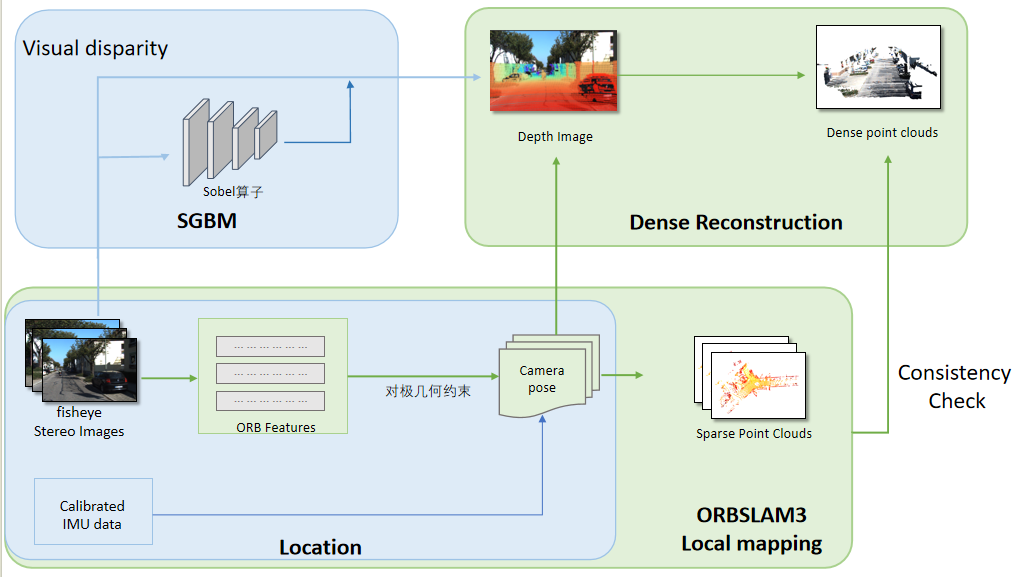 Visual disparity
Sobel算子
SGBM
Depth Image
Dense point clouds
Dense Reconstruction
fisheye
Stereo Images
... ... ... ... ... ...
... ... ... ... ... ...
... ... ... ... ... ...
ORB Features
对极几何约束
Camera
pose
Sparse Point Clouds
Consistency
Check
Calibrated
IMU data
Location
ORBSLAM3
Local mapping